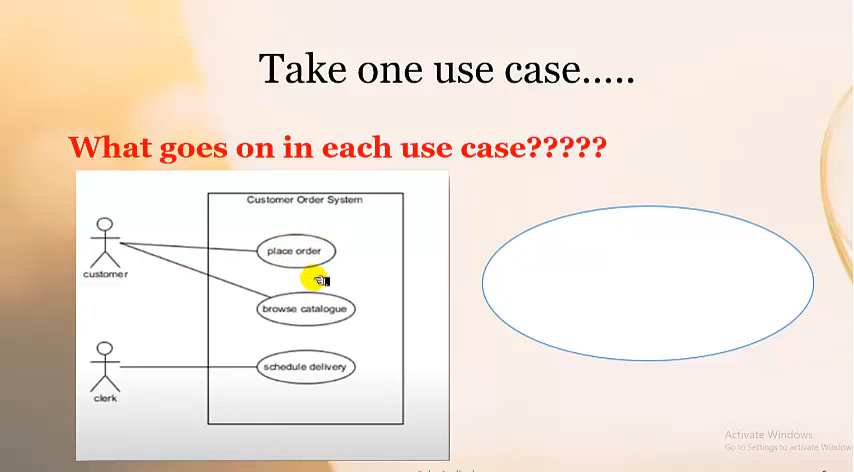 Take one use case.....
What goes on in each use case?????
Customer Order System
place order
customer
browse catalogue
schedule delivery
clerk
Activate Windows
Go to Settings to activate Windows